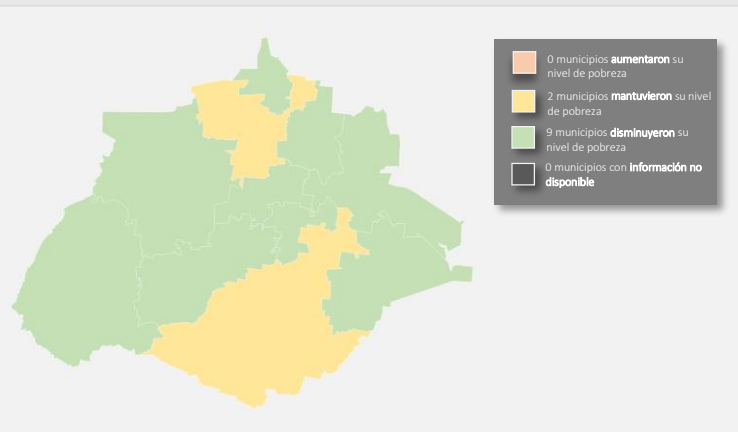 0 municipios aumentaron su
nivel de pobreza
2 municipios mantuvieron su nivel
de pobreza
9 municipios disminuyeron su
nivel de pobreza
0 municipios con información no
disponible